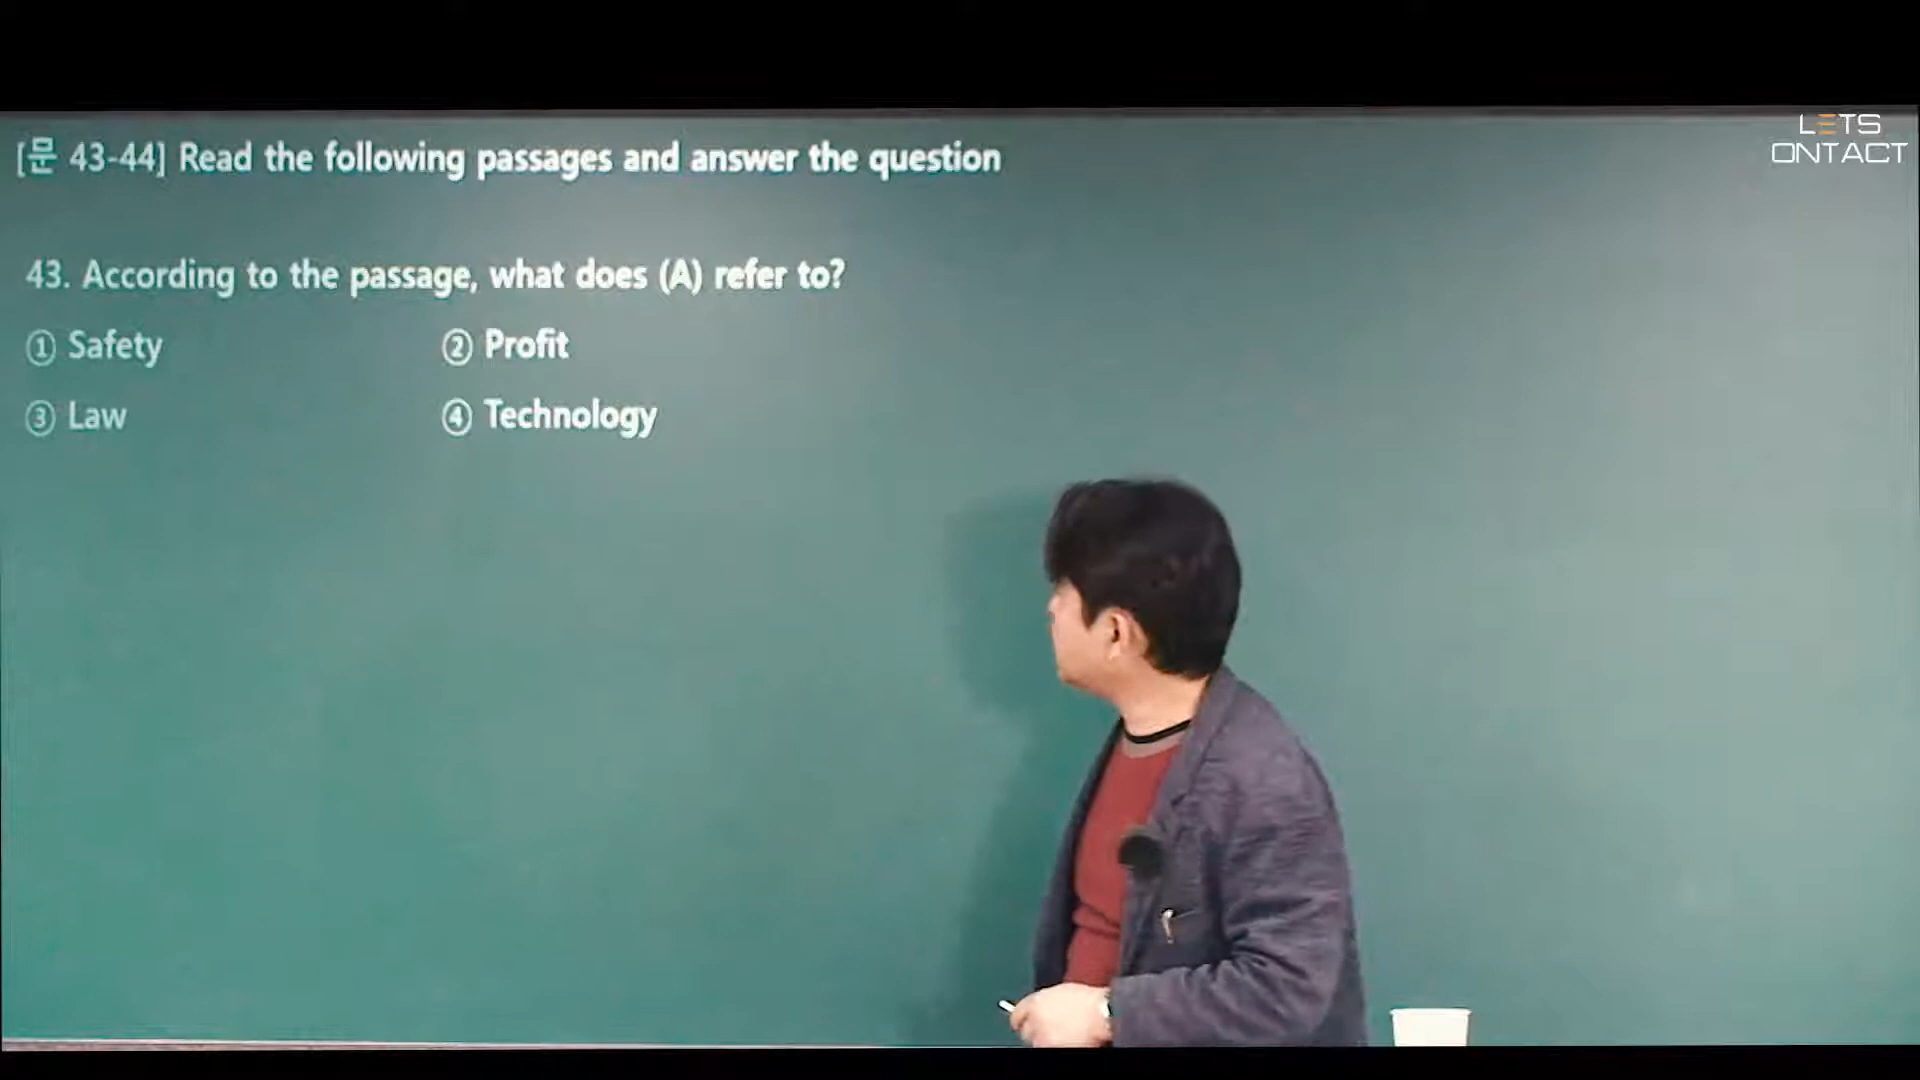 [문 43-44] Read the following passages and answer the question
LETS
ONTACT
43. According to the passage, what does (A) refer to?
① Safety ② Profit
③ Law ④ Technology